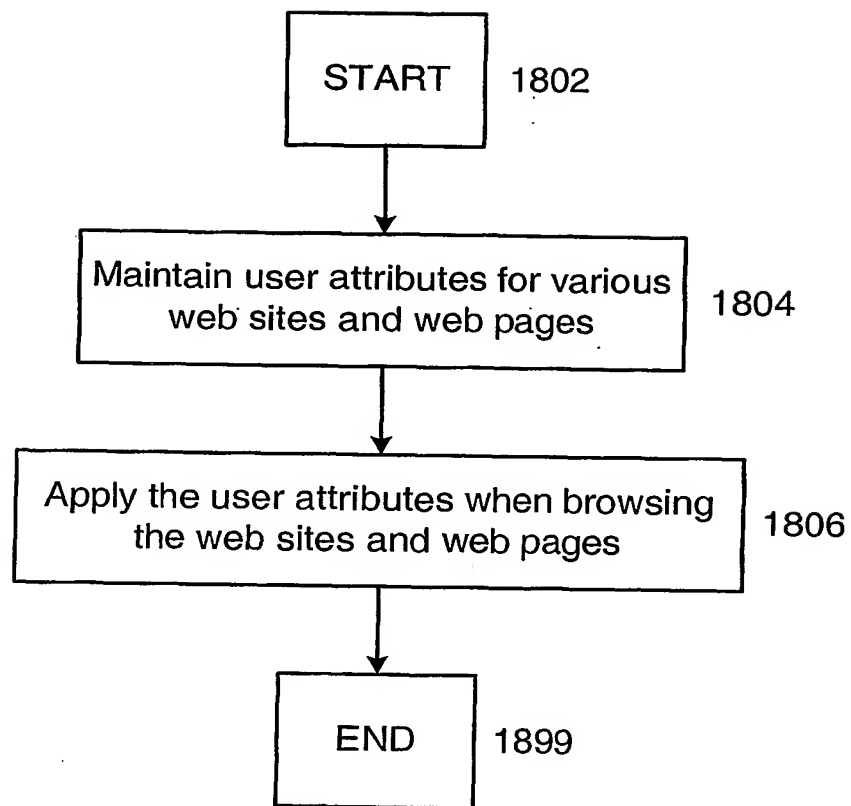 START
1802
Maintain user attributes for various
web sites and web pages
1804
Apply the user attributes when browsing
the web sites and web pages
1806
END
1899